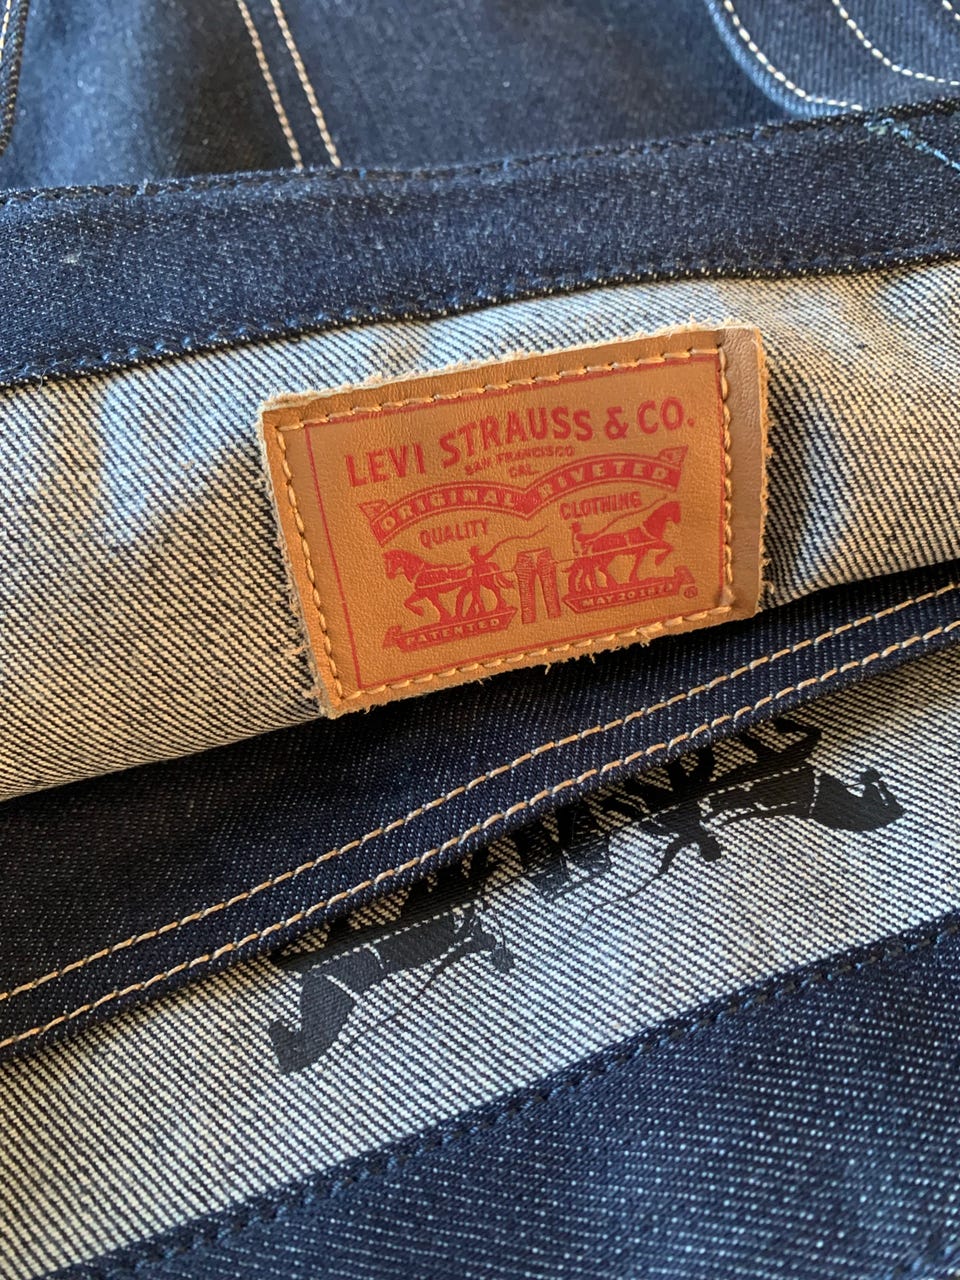 LEVI STRAUSS & CO.
SAN FRANCISCO
CAL.
ORIGINAL RIVETED
QUALITY CLOTHING
PATENTED MAY 20 1873 ®